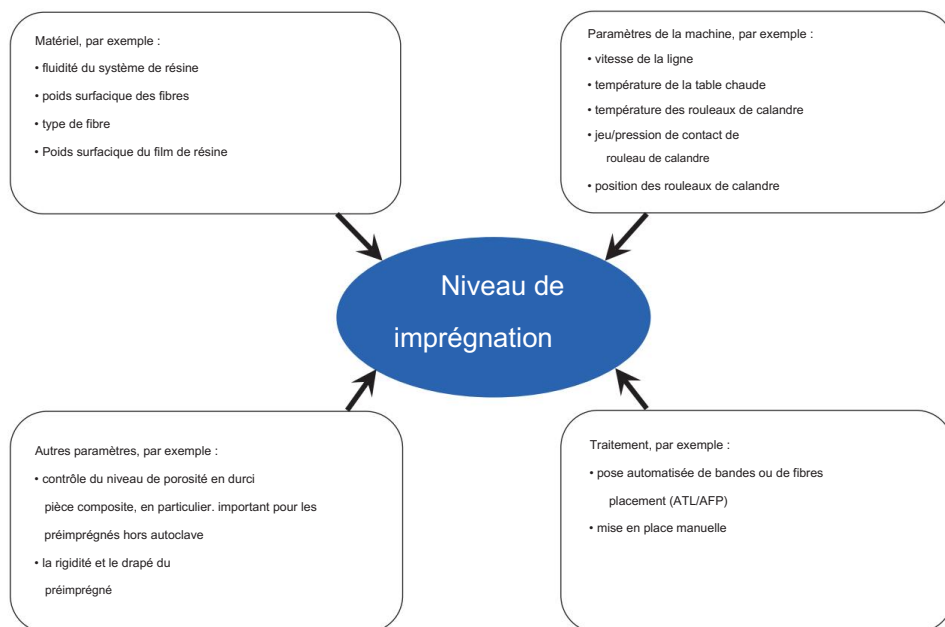 Matériel, par exemple :
• fluidité du système de résine
• poids surfacique des fibres
• type de fibre
• Poids surfacique du film de résine
Paramètres de la machine, par exemple :
• vitesse de la ligne
• température de la table chaude
• température des rouleaux de calandre
• jeu/pression de contact de
rouleau de calandre
• position des rouleaux de calandre
Niveau de
imprégnation
Autres paramètres, par exemple :
• contrôle du niveau de porosité en durci
pièce composite, en particulier. important pour les
préimprégnés hors autoclave
• la rigidité et le drapé du
préimprégné
Traitement, par exemple :
• pose automatisée de bandes ou de fibres
placement (ATL/AFP)
• mise en place manuelle